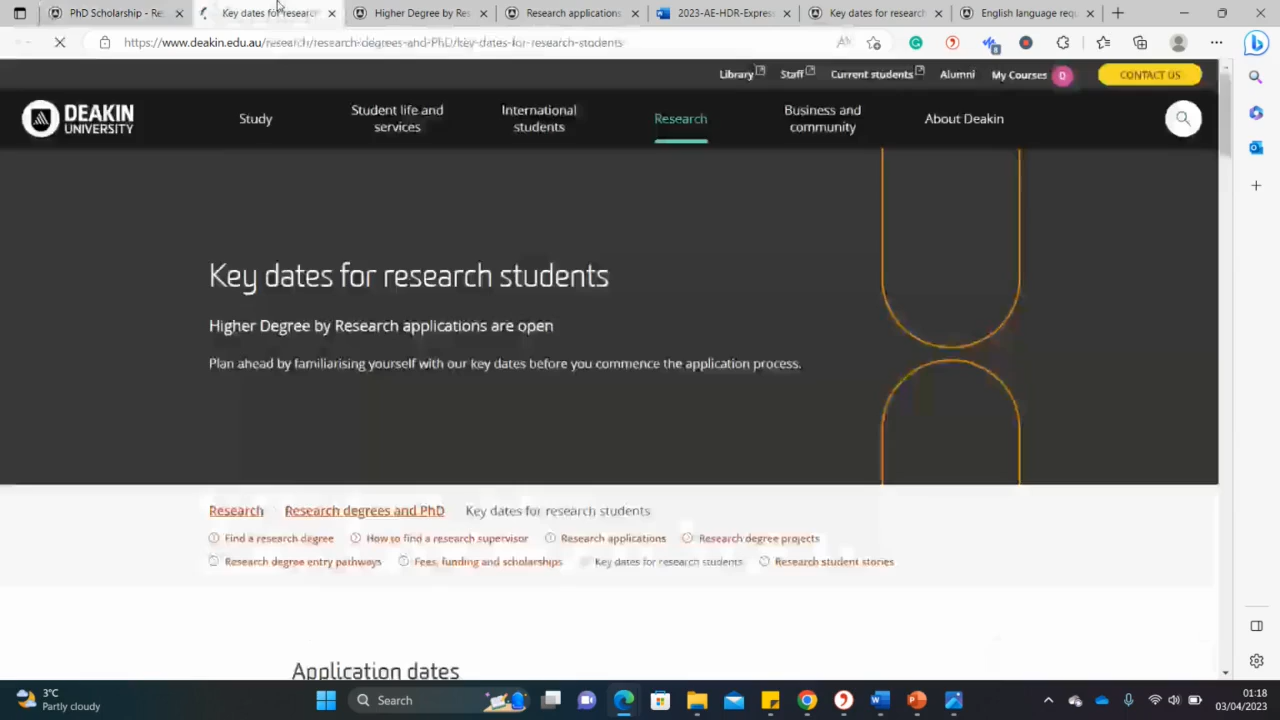 PhD Scholarship - Re
Key dates for research
Higher Degree by Res
Research applications
2023-AE-HDR-Express
Key dates for research
English language requ
https://www.deakin.edu.au/research/research-degrees-and-PhD/key-dates-for-research-students
Library
Staff
Current students
Alumni
My Courses
0
CONTACT US
DEAKIN
UNIVERSITY
Study
Student life and
services
International
students
Research
Business and
community
About Deakin
Key dates for research students
Higher Degree by Research applications are open
Plan ahead by familiarising yourself with our key dates before you commence the application process.
Research
Research degrees and PhD
Key dates for research students
Find a research degree
How to find a research supervisor
Research applications
Research degree projects
Research degree entry pathways
Fees, funding and scholarships
Key dates for research students
Research student stories
Application dates
3°C
Partly cloudy
Search
01:18
03/04/2023